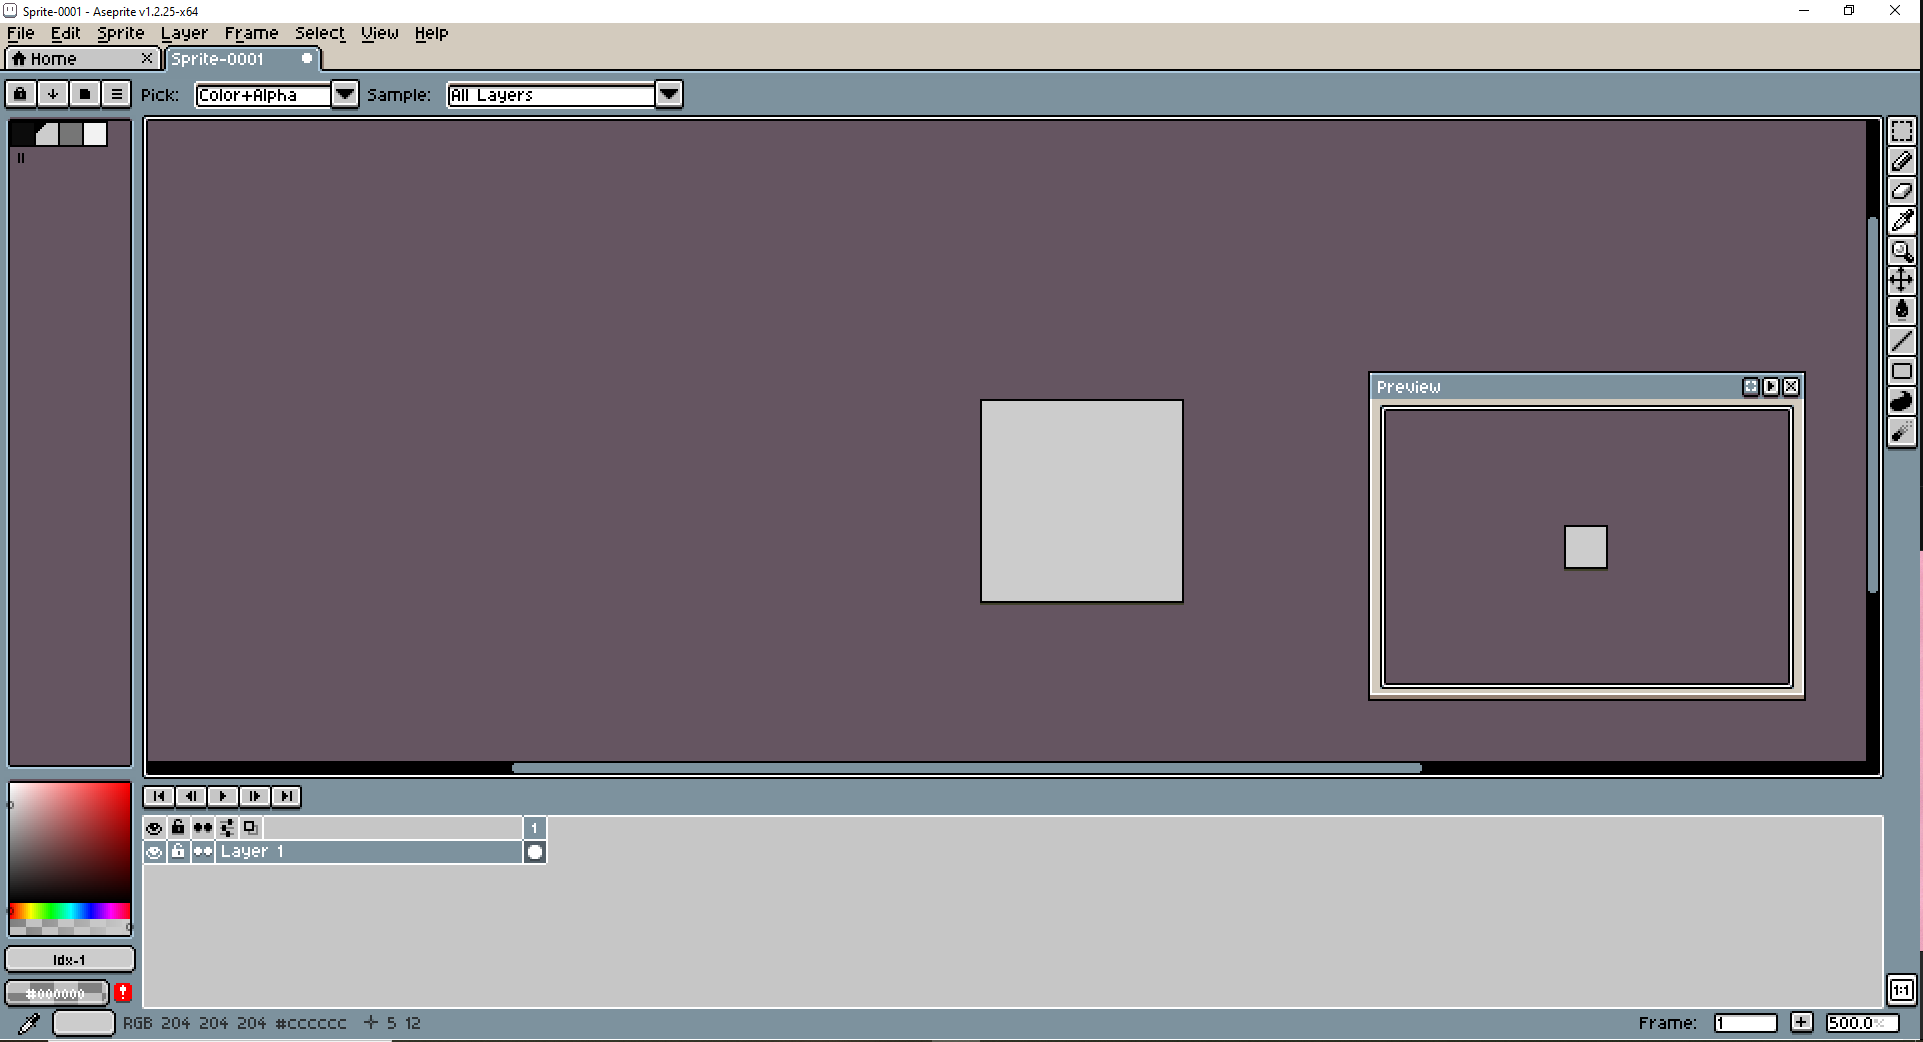 Sprite-0001 - Aseprite v1.2.25-x64
File Edit Sprite Layer Frame Select View Help
Home Sprite-0001
Pick: Color+Alpha Sample: All Layers
Preview
1
Layer 1
Idx-1
#000000
1:1
RGB 204 204 204 #cccccc 5 12 Frame: 1 + 500.0%